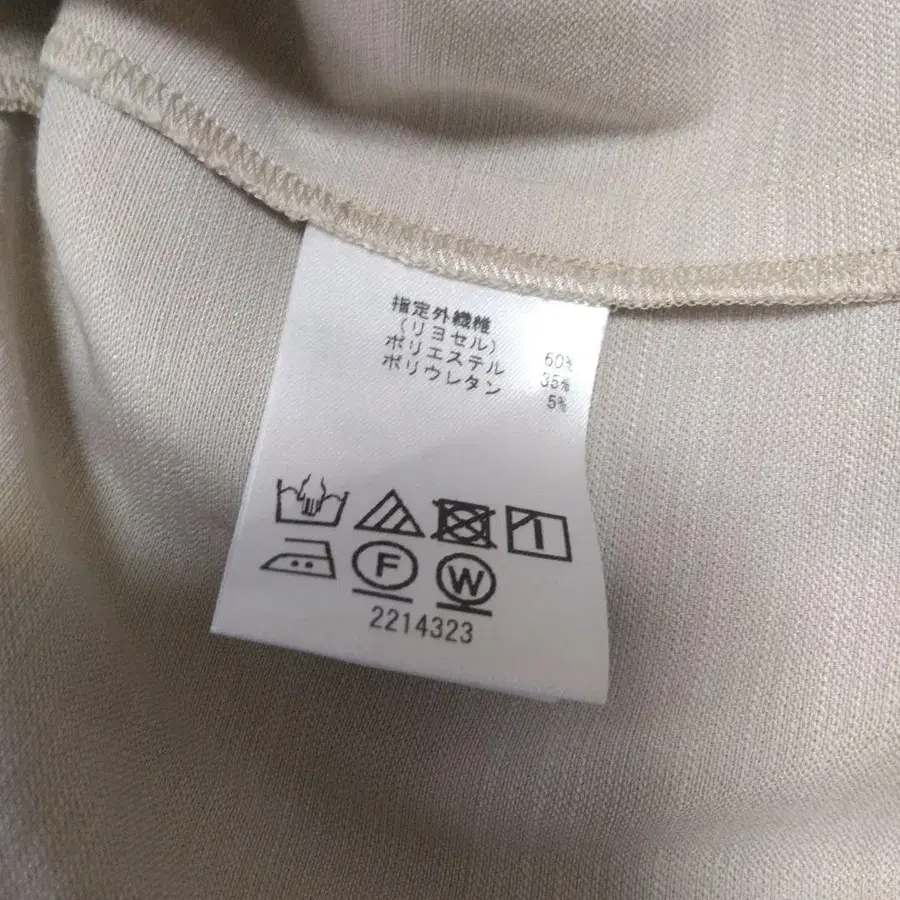 指定外繊維
(リヨセル) 60%
ポリエステル 35%
ポリウレタン 5%
F W
2214323